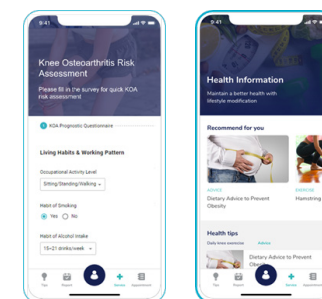 9:41
Knee Osteoarthritis Risk
Assessment
Please fill in the survey for quick KOA
risk assessment
KOA Prognostic Questionnaire
Living Habits & Working Pattern
Occupational Activity Level
Sitting/Standing/Walking
Habit of Smoking
Yes No
Habit of Alcohol Intake
15–21 drinks/week
Tips Report Service Appointment
9:41
Health Information
Maintain a better health with
lifestyle modification
Recommend for you
ADVICE
Dietary Advice to Prevent
Obesity
EXERCISE
Hamstring
Health tips
Daily knee exercises Advice
Dietary Advice to Prevent
Obesity
Tips Report Service Appointment